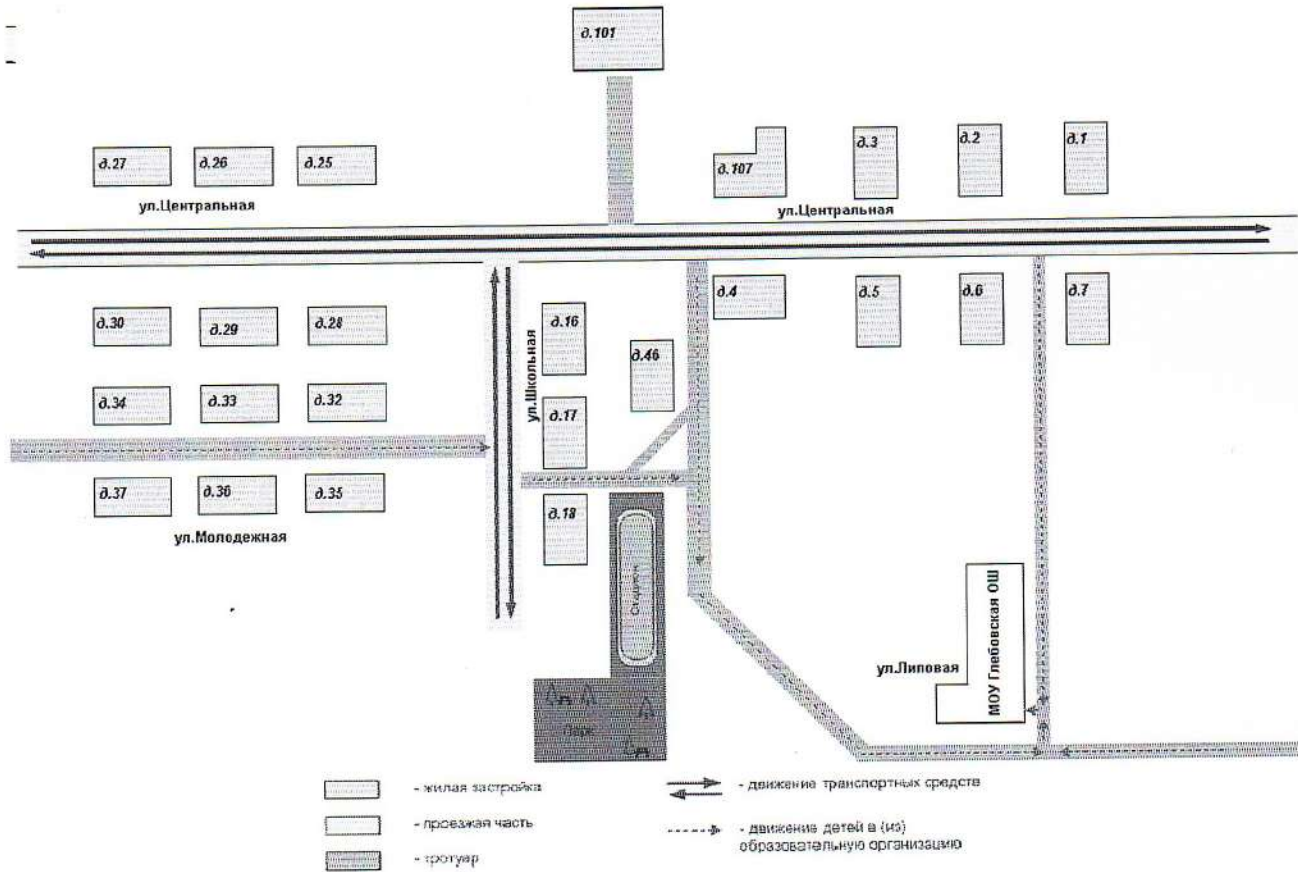 д.101
д.27
д.26
д.25
д.107
д.3
д.2
д.1
ул.Центральная
ул.Центральная
д.30
д.29
д.28
д.16
д.46
д.4
д.5
д.6
д.7
ул.Школьная
д.34
д.33
д.32
д.17
д.37
д.36
д.35
д.18
ул.Молодежная
Стадион
ул.Липовая
МОУ Глебовская ОШ
Парк
- жилая застройка
- проезжая часть
- тротуар
- движение транспортных средств
- движение детей в (из)
образовательную организацию